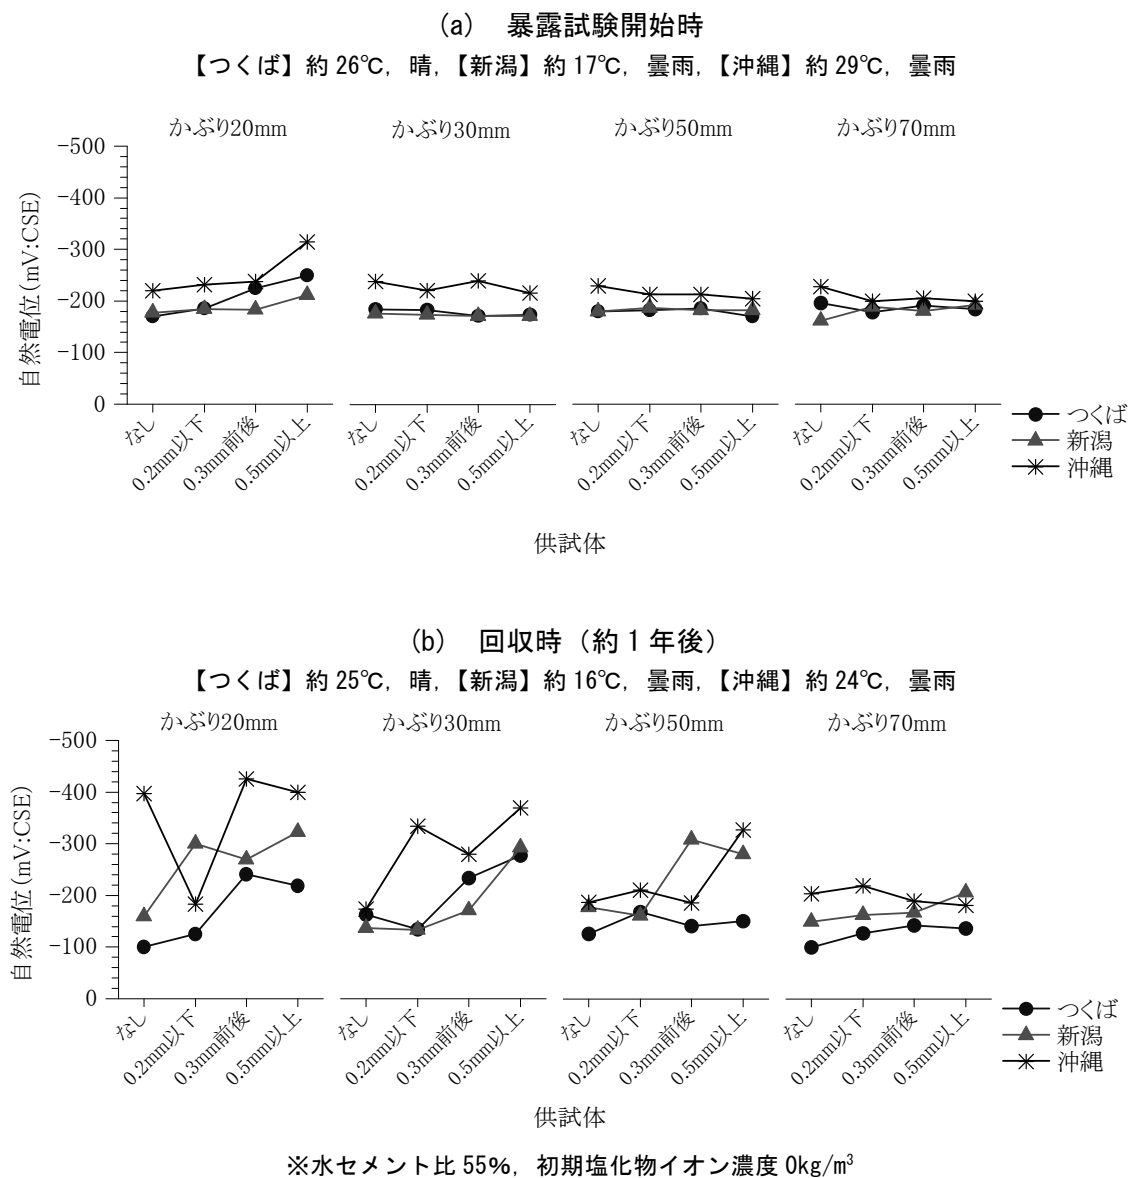 (a) 暴露試験開始時
【つくば】約 26℃, 晴,【新潟】約 17℃, 曇雨,【沖縄】約 29℃, 曇雨
かぶり20mm かぶり30mm かぶり50mm かぶり70mm
自然電位(mV:CSE)
-500
-400
-300
-200
-100
0
なし 0.2mm以下 0.3mm前後 0.5mm以上 なし 0.2mm以下 0.3mm前後 0.5mm以上 なし 0.2mm以下 0.3mm前後 0.5mm以上 なし 0.2mm以下 0.3mm前後 0.5mm以上
つくば
新潟
沖縄
供試体
(b) 回収時（約 1 年後）
【つくば】約 25℃, 晴,【新潟】約 16℃, 曇雨,【沖縄】約 24℃, 曇雨
かぶり20mm かぶり30mm かぶり50mm かぶり70mm
自然電位(mV:CSE)
-500
-400
-300
-200
-100
0
なし 0.2mm以下 0.3mm前後 0.5mm以上 なし 0.2mm以下 0.3mm前後 0.5mm以上 なし 0.2mm以下 0.3mm前後 0.5mm以上 なし 0.2mm以下 0.3mm前後 0.5mm以上
つくば
新潟
沖縄
供試体
※水セメント比 55%, 初期塩化物イオン濃度 0kg/m³